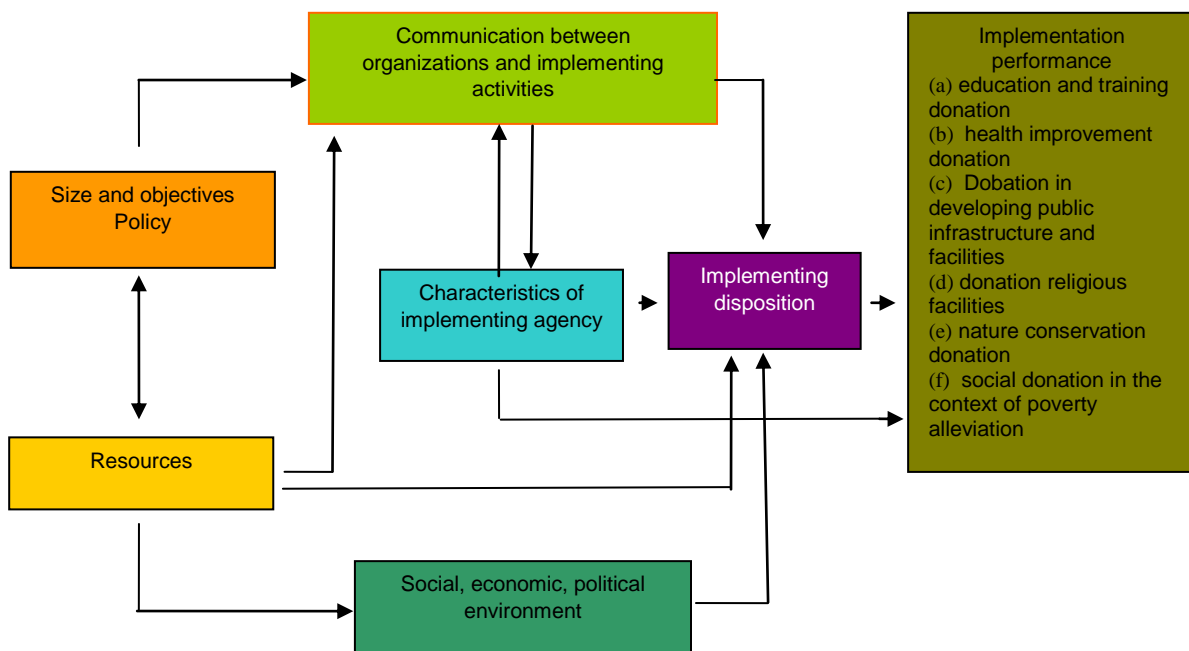 Communication between
organizations and implementing
activities
Implementation
performance
(a) education and training
donation
(b) health improvement
donation
(c) Dobation in
developing public
infrastructure and
facilities
(d) donation religious
facilities
(e) nature conservation
donation
(f) social donation in the
context of poverty
alleviation
Size and objectives
Policy
Characteristics of
implementing agency
Implementing
disposition
Resources
Social, economic, political
environment